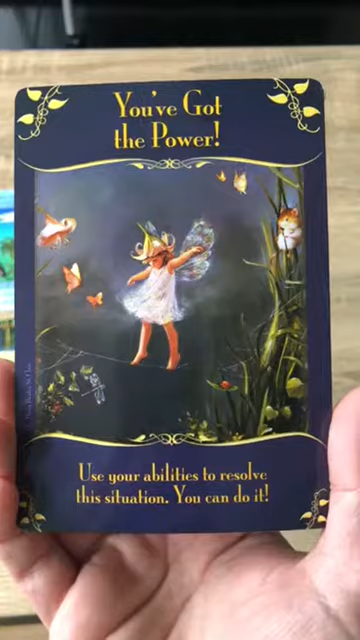 You've Got
the Power!
Use your abilities to resolve
this situation. You can do it!